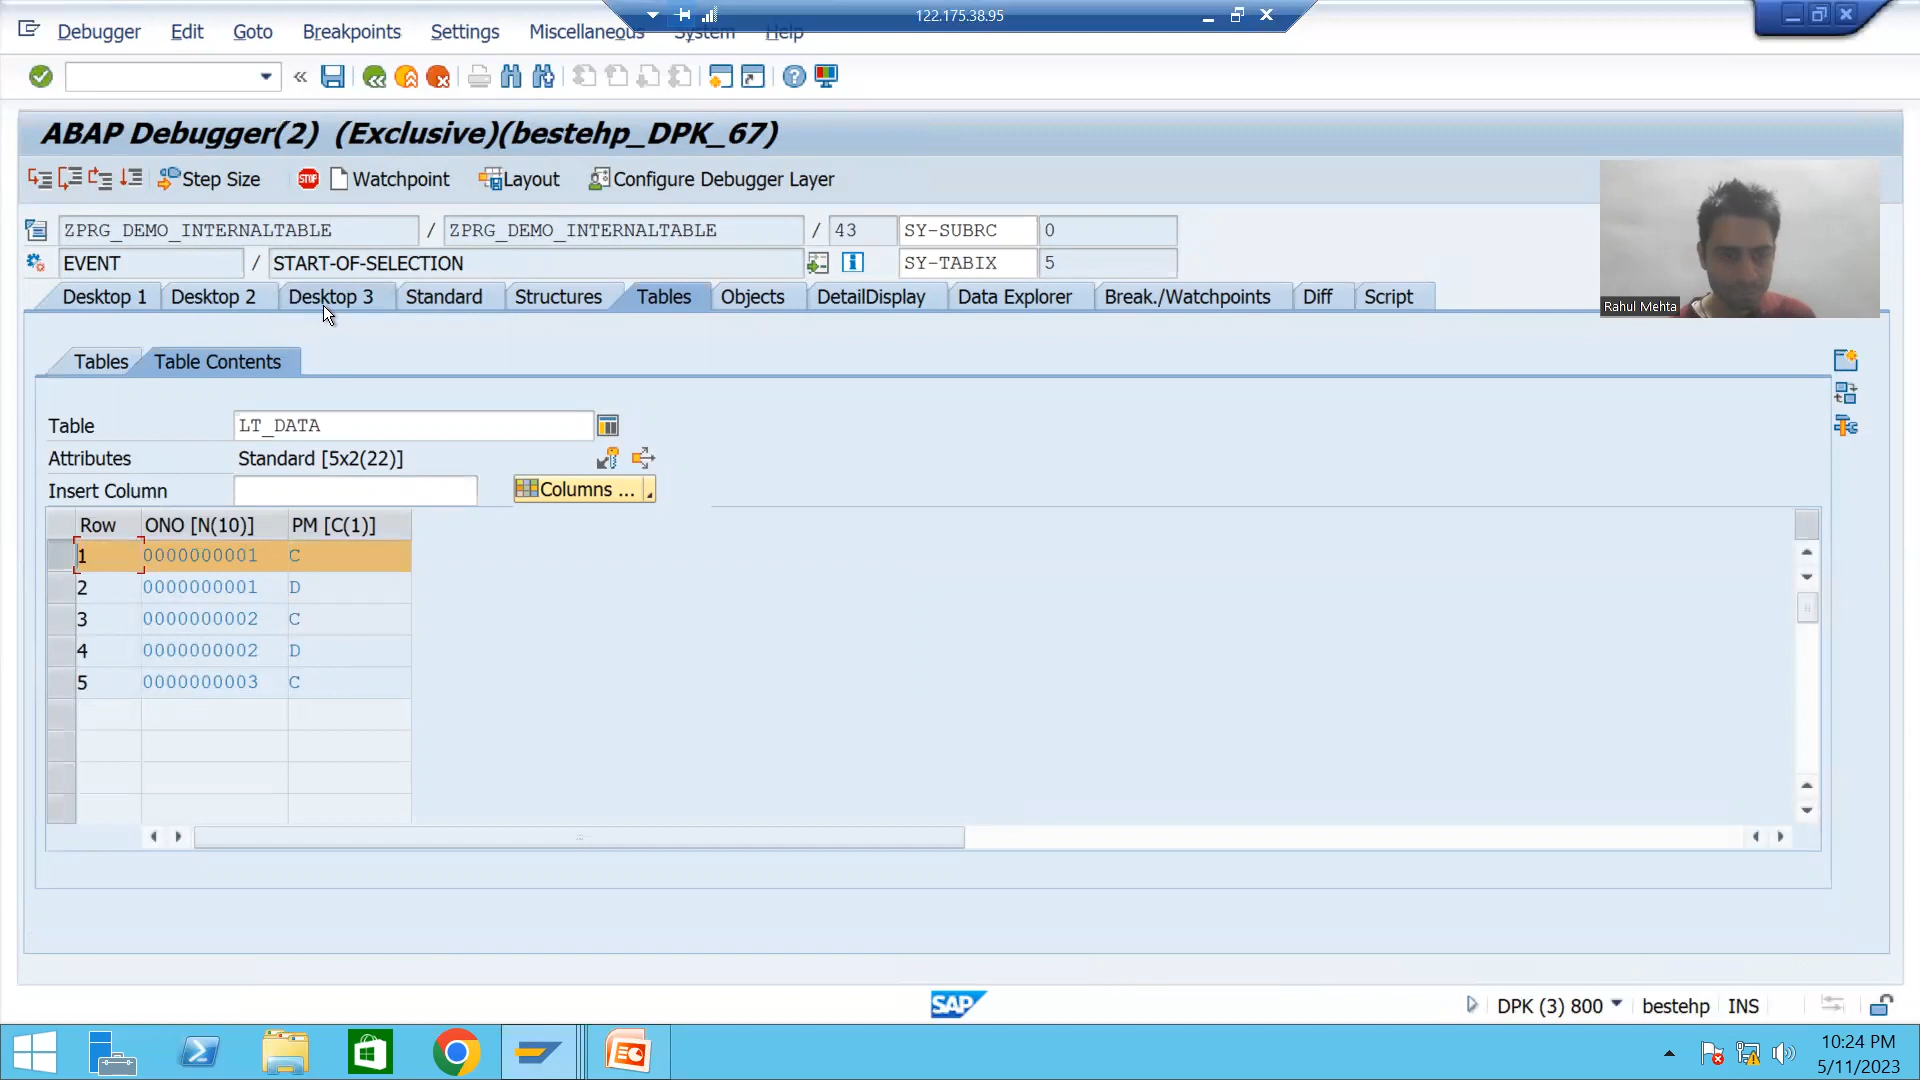 122.175.38.95
Debugger Edit Goto Breakpoints Settings Miscellaneous System Help
ABAP Debugger(2) (Exclusive)(bestehp_DPK_67)
Step Size STOP Watchpoint Layout Configure Debugger Layer
ZPRG_DEMO_INTERNALTABLE / ZPRG_DEMO_INTERNALTABLE / 43 SY-SUBRC 0
EVENT / START-OF-SELECTION SY-TABIX 5
Desktop 1 Desktop 2 Desktop 3 Standard Structures Tables Objects DetailDisplay Data Explorer Break./Watchpoints Diff Script
Rahul Mehta
Tables Table Contents
Table LT_DATA
Attributes Standard [5x2(22)]
Insert Column Columns ...
Row ONO [N(10)] PM [C(1)]
1 0000000001 C
2 0000000001 D
3 0000000002 C
4 0000000002 D
5 0000000003 C
SAP DPK (3) 800 bestehp INS
10:24 PM
5/11/2023